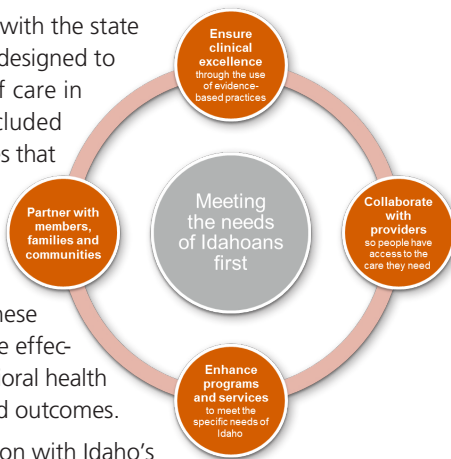 with the state
designed to
f care in
cluded
es that
hese
e effec-
oral health
d outcomes.
on with Idaho's
Ensure
clinical
excellence
through the use
of evidence-
based practices
Partner with
members,
families and
communities
Meeting
the needs
of Idahoans
first
Collaborate
with
providers
so people have
access to the
care they need
Enhance
programs
and services
to meet the
specific needs of
Idaho